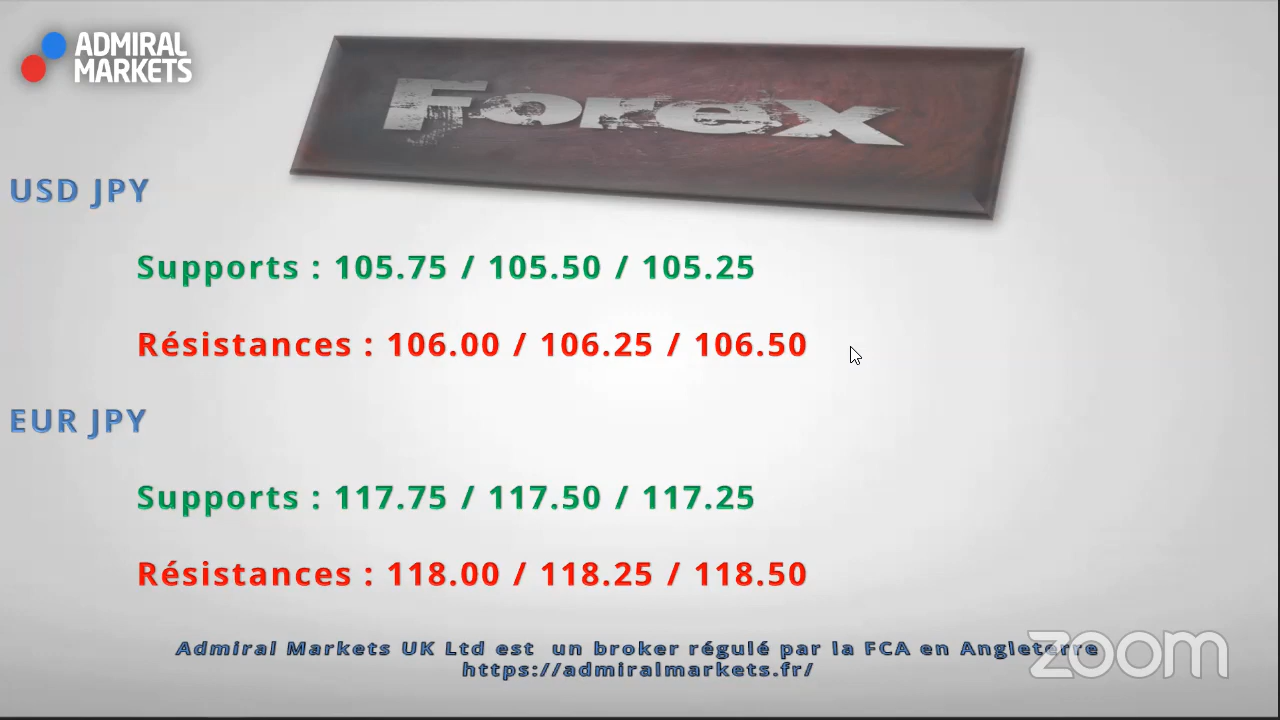 ADMIRAL
MARKETS
Forex
USD JPY
Supports : 105.75 / 105.50 / 105.25
Résistances : 106.00 / 106.25 / 106.50
EUR JPY
Supports : 117.75 / 117.50 / 117.25
Résistances : 118.00 / 118.25 / 118.50
Admiral Markets UK Ltd est un broker régulé par la FCA en Angleterre
https://admiralmarkets.fr/
zoom